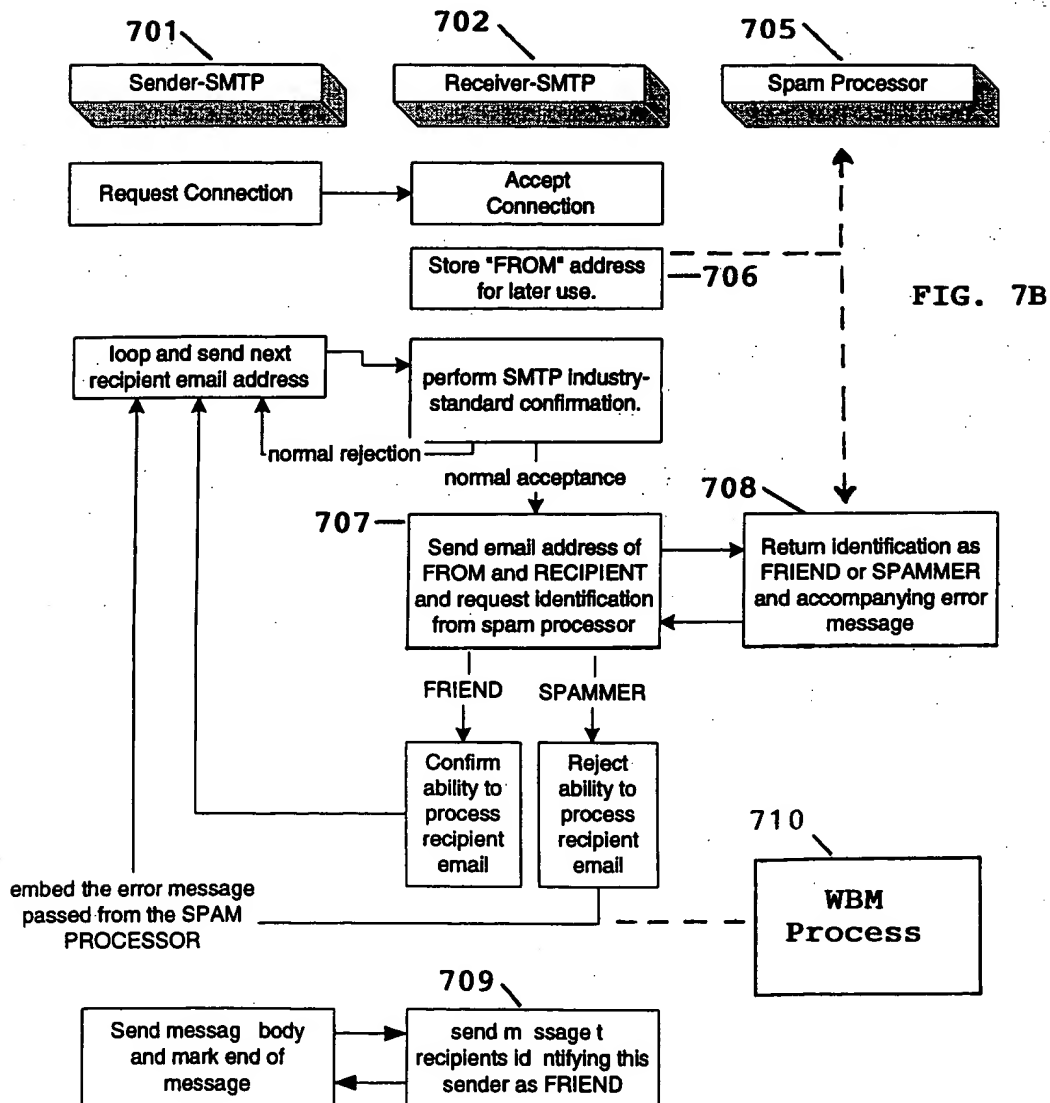 701
702
705
Sender-SMTP
Receiver-SMTP
Spam Processor
Request Connection
Accept
Connection
Store "FROM" address
for later use.
706
FIG. 7B
loop and send next
recipient email address
perform SMTP industry-
standard confirmation.
normal rejection
normal acceptance
707
708
Send email address of
FROM and RECIPIENT
and request identification
from spam processor
Return identification as
FRIEND or SPAMMER
and accompanying error
message
FRIEND
SPAMMER
Confirm
ability to
process
recipient
email
Reject
ability to
process
recipient
email
710
WBM
Process
embed the error message
passed from the SPAM
PROCESSOR
709
Send messag body
and mark end of
message
send m ssage t
recipients id ntifying this
sender as FRIEND